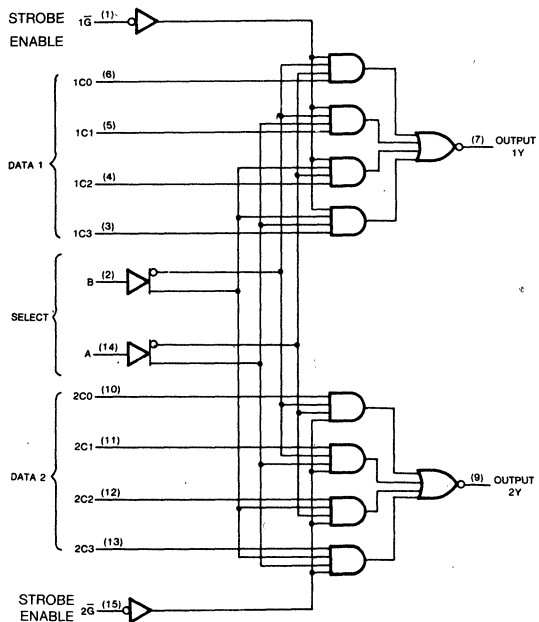 STROBE
ENABLE
1G̅ (1)
DATA 1
1C0 (6)
1C1 (5)
1C2 (4)
1C3 (3)
(7) OUTPUT
1Y
SELECT
B (2)
A (14)
DATA 2
2C0 (10)
2C1 (11)
2C2 (12)
2C3 (13)
(9) OUTPUT
2Y
STROBE
ENABLE 2G̅ (15)